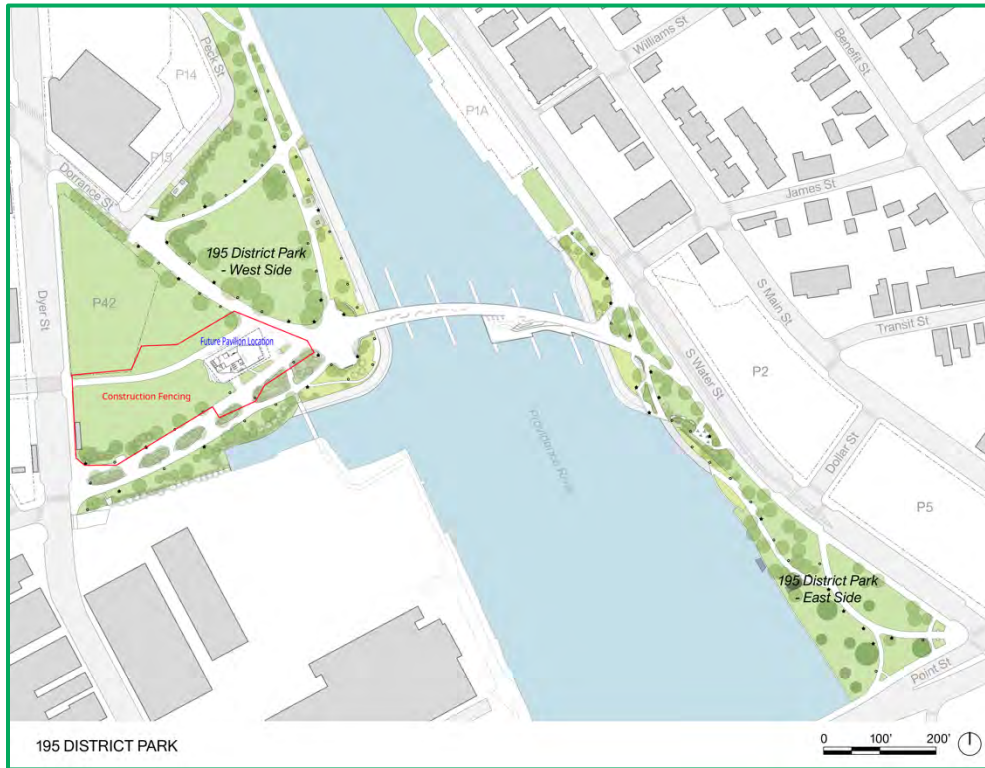 Peck St
P14
P15
Dorrance St
195 District Park
- West Side
P42
Dyer St
Future Pavilion Location
Construction Fencing
Providence River
Williams St
Benefit St
P1A
James St
S Main St
Transit St
S Water St
P2
Dollar St
P5
195 District Park
- East Side
Point St
195 DISTRICT PARK
0 100' 200'